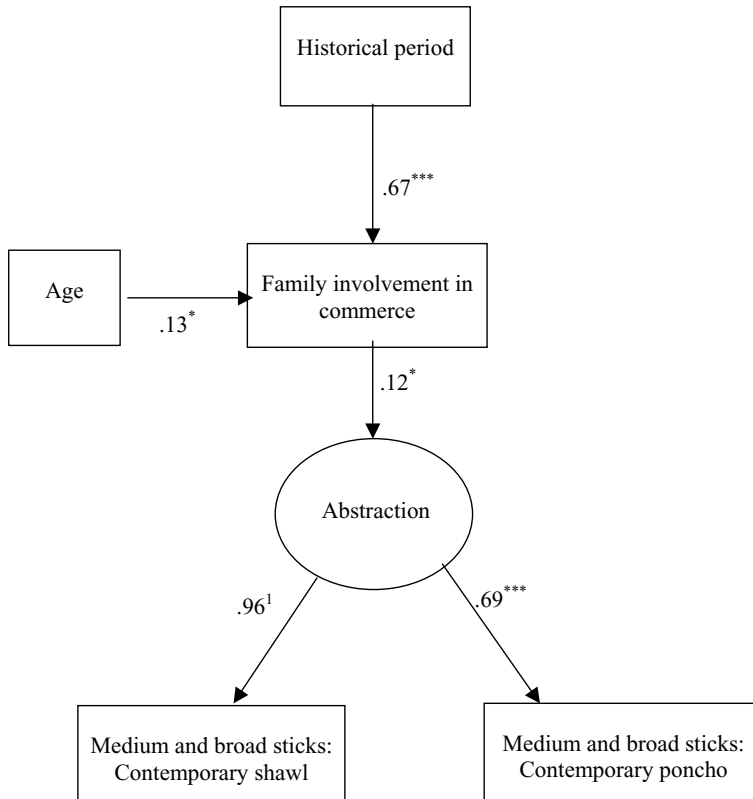 Historical period
.67***
Age
Family involvement in
commerce
.13*
.12*
Abstraction
.96¹
.69***
Medium and broad sticks:
Contemporary shawl
Medium and broad sticks:
Contemporary poncho